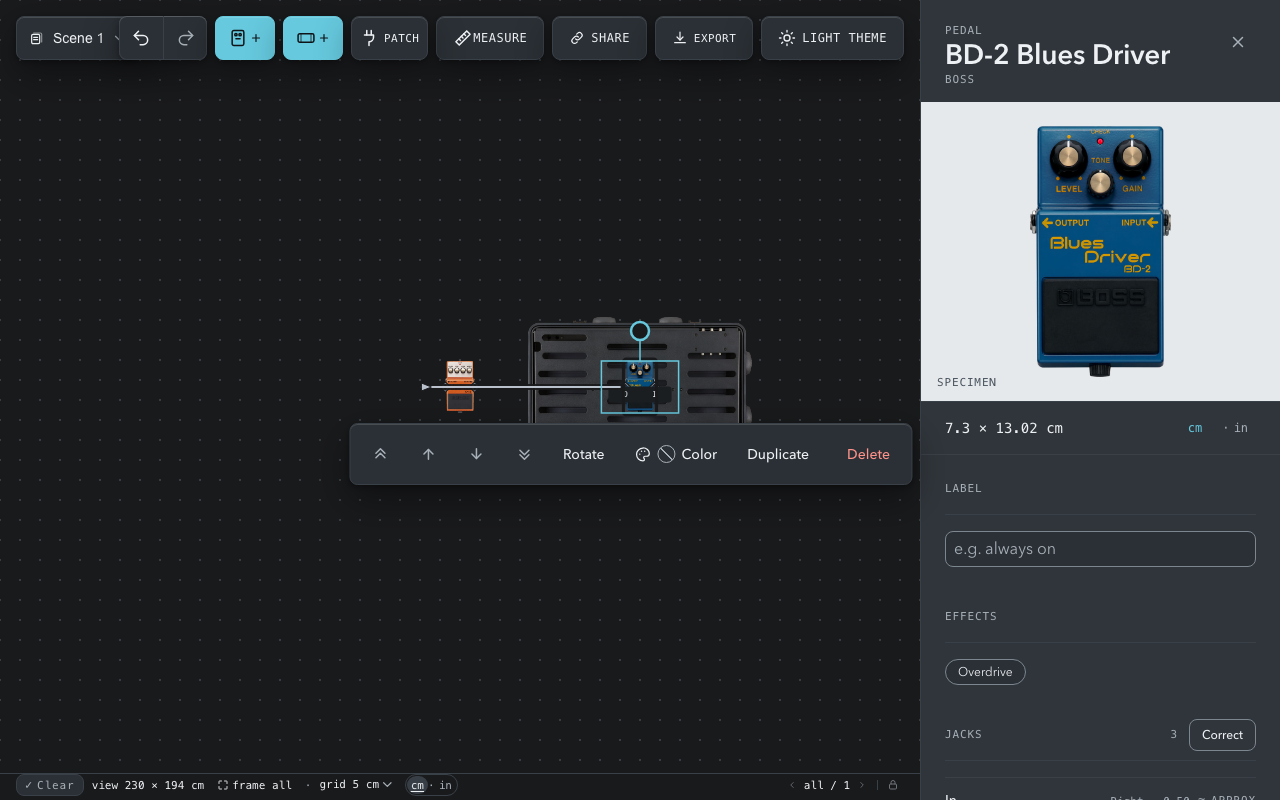 Scene 1
+
+
PATCH
MEASURE
SHARE
EXPORT
LIGHT THEME
PEDAL
BD-2 Blues Driver
BOSS
CHECK
TONE
LEVEL
GAIN
OUTPUT
INPUT
Blues
Driver
BD-2
BOSS
SPECIMEN
7.3 × 13.02 cm
cm · in
LABEL
e.g. always on
EFFECTS
Overdrive
JACKS
3
Correct
Rotate
Color
Duplicate
Delete
✓ Clear
view 230 × 194 cm
frame all
· grid 5 cm
cm · in
all / 1